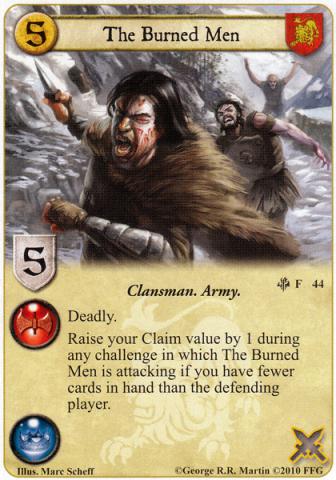 5
The Burned Men
5
F 44
Clansman. Army.
Deadly.
Raise your Claim value by 1 during
any challenge in which The Burned
Men is attacking if you have fewer
cards in hand than the defending
player.
Illus. Marc Scheff
©George R.R. Martin ©2010 FFG